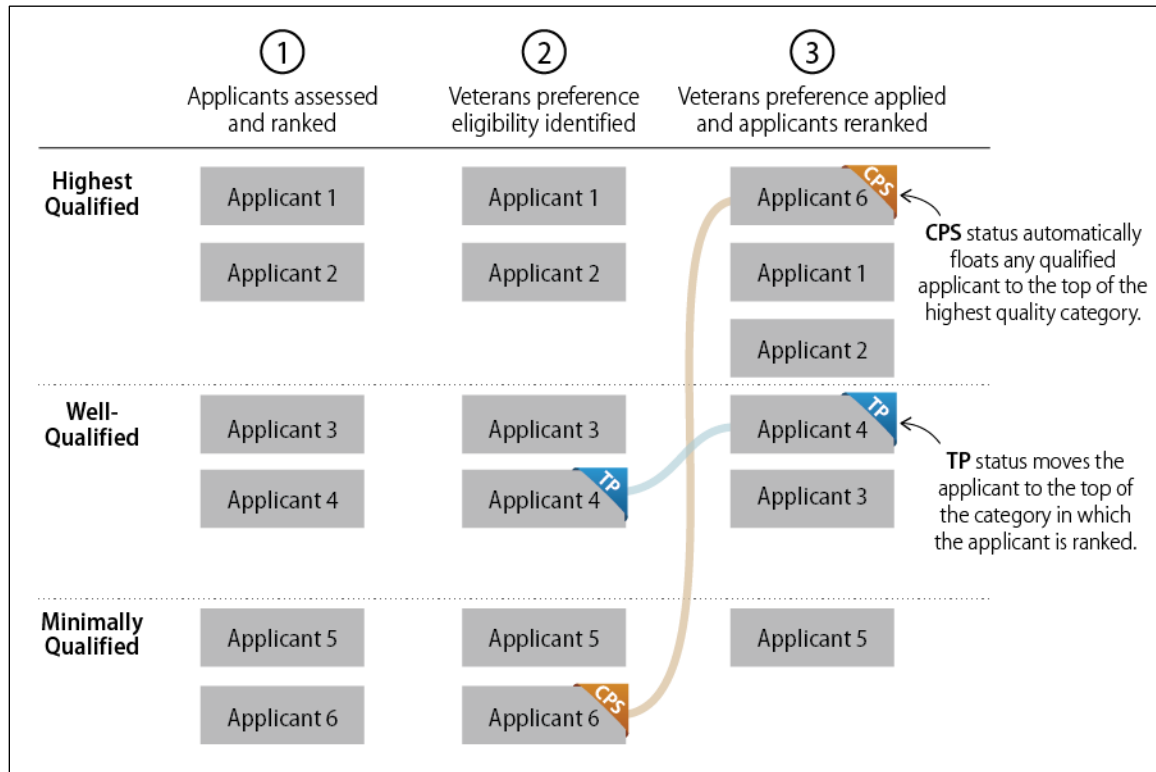 1
Applicants assessed
and ranked
2
Veterans preference
eligibility identified
3
Veterans preference applied
and applicants reranked
Highest
Qualified
Applicant 1
Applicant 1
Applicant 6
CPS
Applicant 2
Applicant 2
Applicant 1
Applicant 2
CPS status automatically
floats any qualified
applicant to the top of the
highest quality category.
Well-
Qualified
Applicant 3
Applicant 3
Applicant 4
TP
Applicant 4
Applicant 4
TP
Applicant 3
TP status moves the
applicant to the top of
the category in which
the applicant is ranked.
Minimally
Qualified
Applicant 5
Applicant 5
Applicant 5
Applicant 6
Applicant 6
CPS